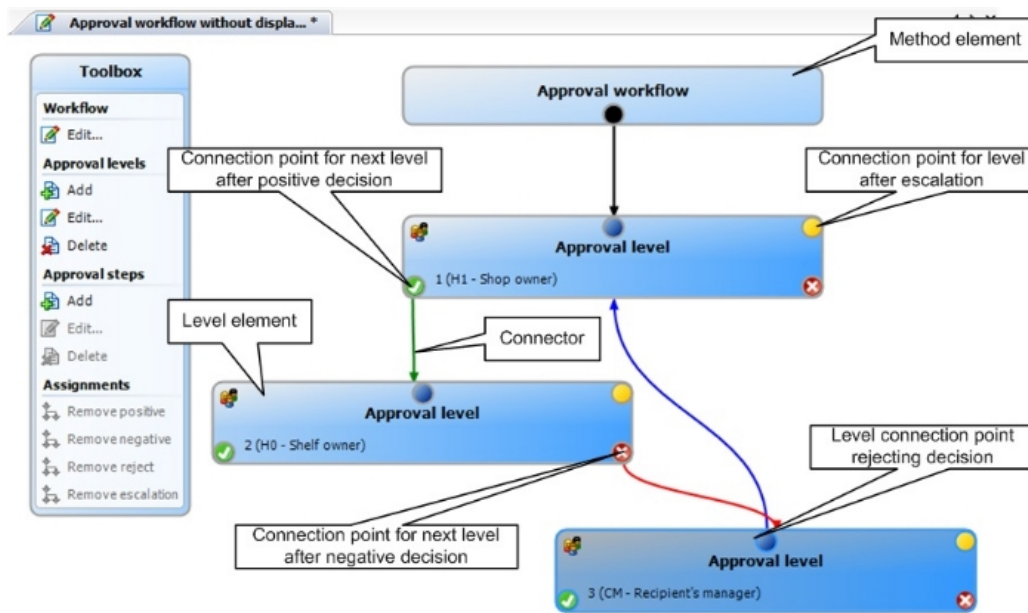 Approval workflow without displa... *
Method element
Toolbox
Workflow
Edit...
Approval levels
Add
Edit...
Delete
Approval steps
Add
Edit...
Delete
Assignments
Remove positive
Remove negative
Remove reject
Remove escalation
Approval workflow
Connection point for next level
after positive decision
Connection point for level
after escalation
Approval level
1 (H1 - Shop owner)
Level element
Connector
Approval level
2 (H0 - Shelf owner)
Level connection point
rejecting decision
Connection point for next level
after negative decision
Approval level
3 (CM - Recipient's manager)